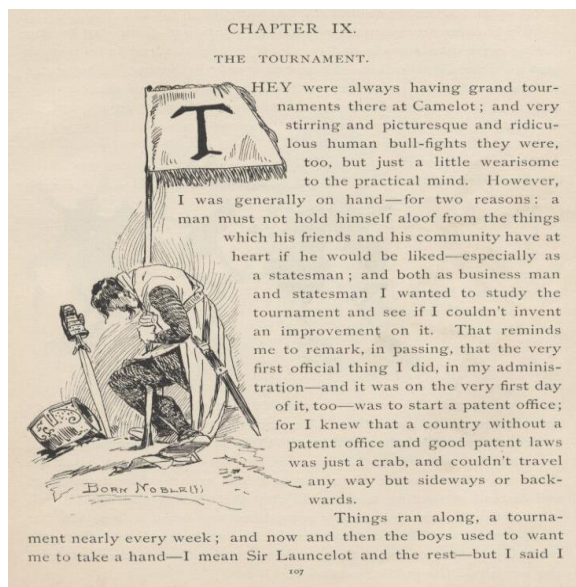 CHAPTER IX.
THE TOURNAMENT.
THEY were always having grand tour-
naments there at Camelot; and very
stirring and picturesque and ridicu-
lous human bull-fights they were,
too, but just a little wearisome
to the practical mind. However,
I was generally on hand—for two reasons: a
man must not hold himself aloof from the things
which his friends and his community have at
heart if he would be liked—especially as
a statesman; and both as business man
and statesman I wanted to study the
tournament and see if I couldn't invent
an improvement on it. That reminds
me to remark, in passing, that the very
first official thing I did, in my adminis-
tration—and it was on the very first day
of it, too—was to start a patent office;
for I knew that a country without a
patent office and good patent laws
was just a crab, and couldn't travel
any way but sideways or back-
wards.
BORN NOBLE(?)
Things ran along, a tourna-
ment nearly every week; and now and then the boys used to want
me to take a hand—I mean Sir Launcelot and the rest—but I said I
107